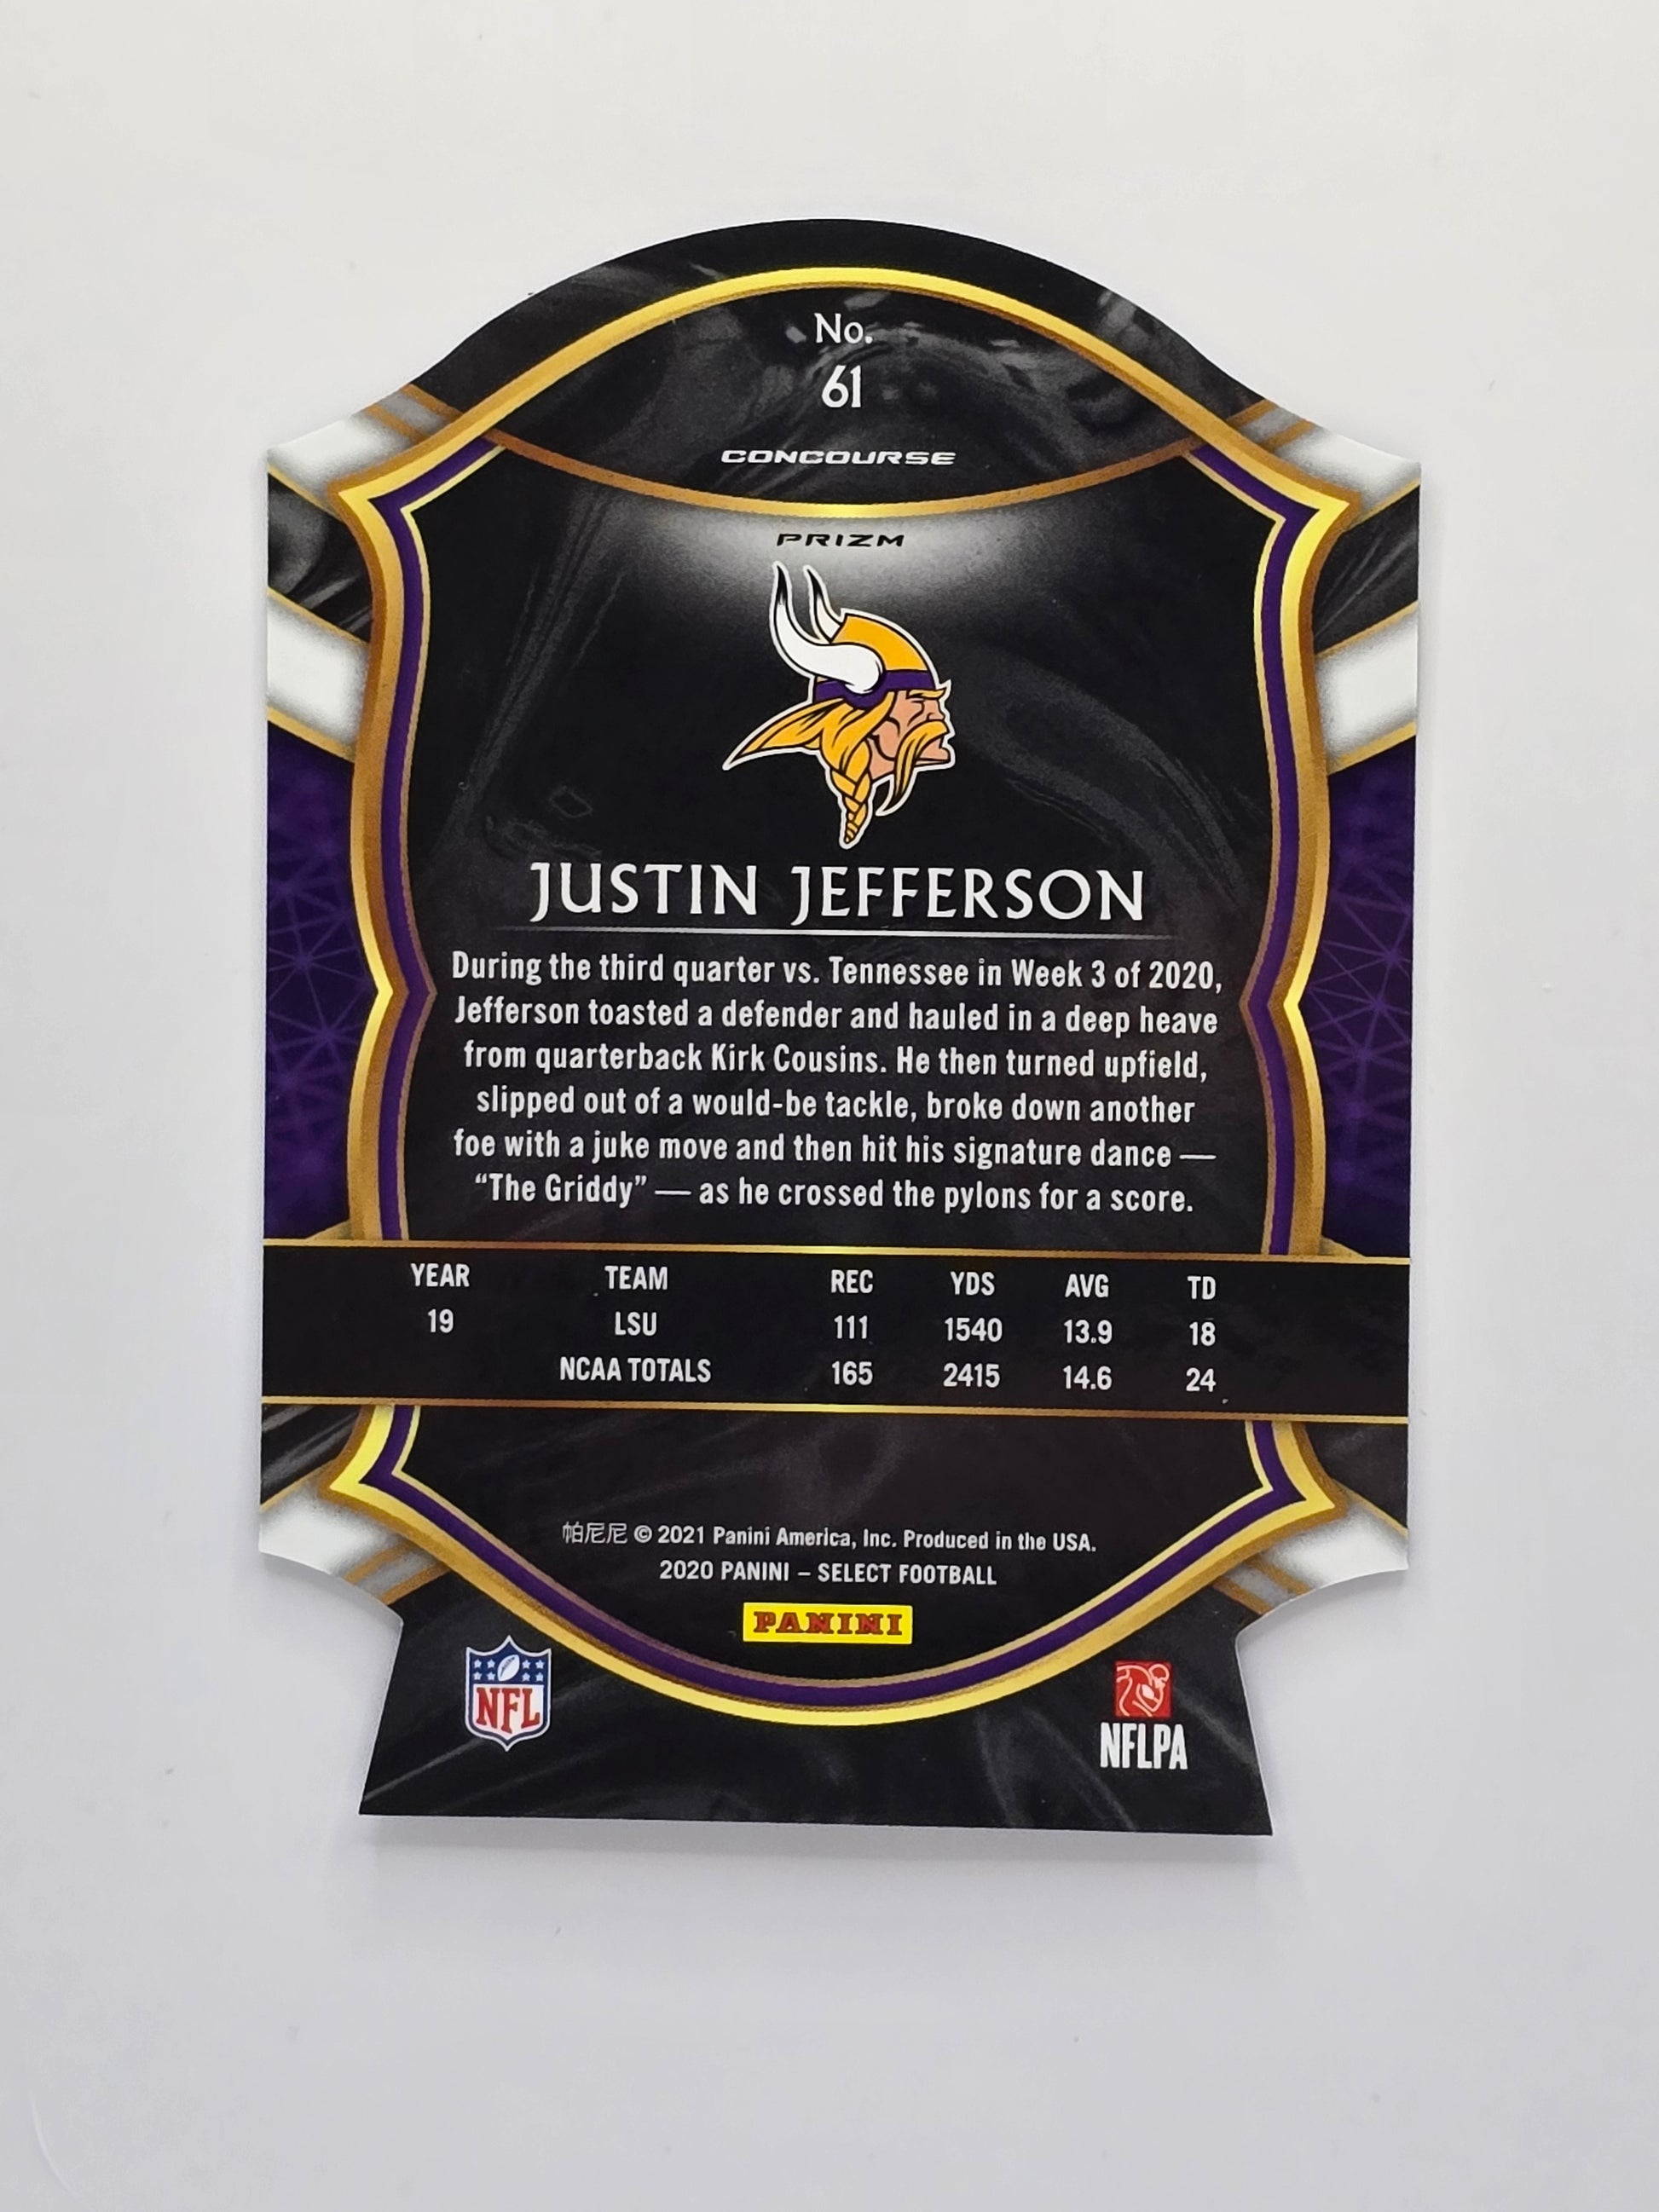 No.
61
CONCOURSE
PRIZM
JUSTIN JEFFERSON
During the third quarter vs. Tennessee in Week 3 of 2020,
Jefferson toasted a defender and hauled in a deep heave
from quarterback Kirk Cousins. He then turned upfield,
slipped out of a would-be tackle, broke down another
foe with a juke move and then hit his signature dance —
“The Griddy” — as he crossed the pylons for a score.
YEAR TEAM REC YDS AVG TD
19 LSU 111 1540 13.9 18
NCAA TOTALS 165 2415 14.6 24
帕尼尼 © 2021 Panini America, Inc. Produced in the USA.
2020 PANINI – SELECT FOOTBALL
PANINI
NFL
NFLPA